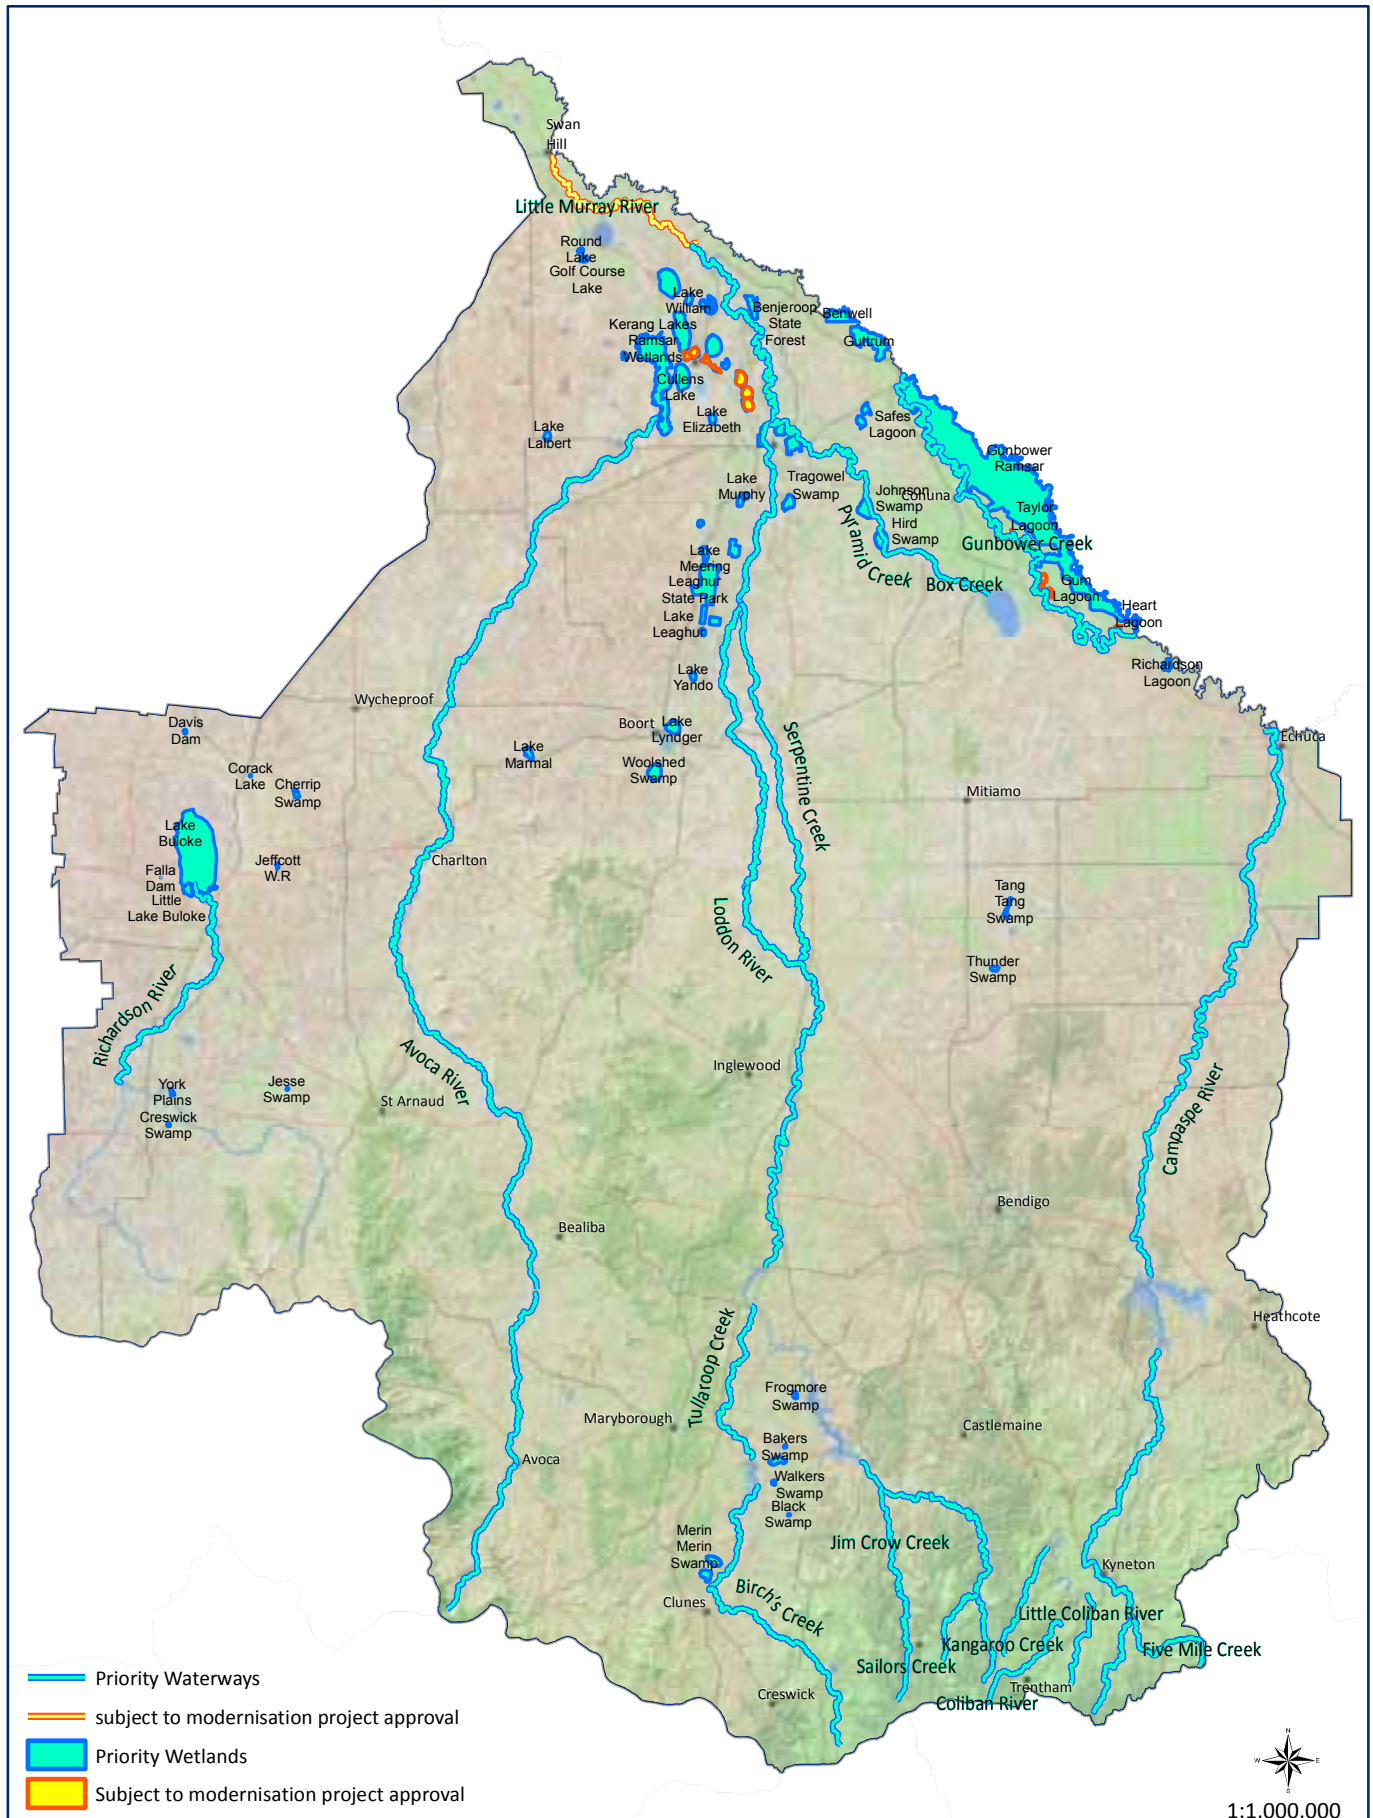 Swan
Hill
Little Murray River
Round
Lake
Golf Course
Lake
Lake
William
Benjeroop
State
Forest
Benwell
Guttrum
Kerang Lakes
Ramsar
Wetlands
Cullens
Lake
Lake
Elizabeth
Safes
Lagoon
Lake
Lalbert
Gunbower
Ramsar
Lake
Murphy
Tragowel
Swamp
Johnson
Swamp
Cohuna
Hird
Swamp
Taylor
Lagoon
Pyramid Creek
Gunbower Creek
Box Creek
Lake
Meering
Leaghur
State Park
Lake
Leaghur
Gum
Lagoon
Heart
Lagoon
Richardson
Lagoon
Lake
Yando
Wycheproof
Davis
Dam
Boort
Lake
Lyndger
Echuca
Lake
Marmal
Woolshed
Swamp
Serpentine Creek
Corack
Lake
Cherrip
Swamp
Mitiamo
Lake
Buloke
Jeffcott
W.R
Charlton
Falla
Dam
Little
Lake Buloke
Tang
Tang
Swamp
Loddon River
Thunder
Swamp
Richardson River
Avoca River
Inglewood
Campaspe River
York
Plains
Creswick
Swamp
Jesse
Swamp
St Arnaud
Bendigo
Bealiba
Heathcote
Tullaroop Creek
Frogmore
Swamp
Maryborough
Castlemaine
Bakers
Swamp
Avoca
Walkers
Swamp
Black
Swamp
Merin
Merin
Swamp
Jim Crow Creek
Kyneton
Birch's Creek
Clunes
Little Coliban River
Kangaroo Creek
Five Mile Creek
Sailors Creek
Trentham
Creswick
Coliban River
Priority Waterways
subject to modernisation project approval
Priority Wetlands
Subject to modernisation project approval
N
W
E
S
1:1,000,000